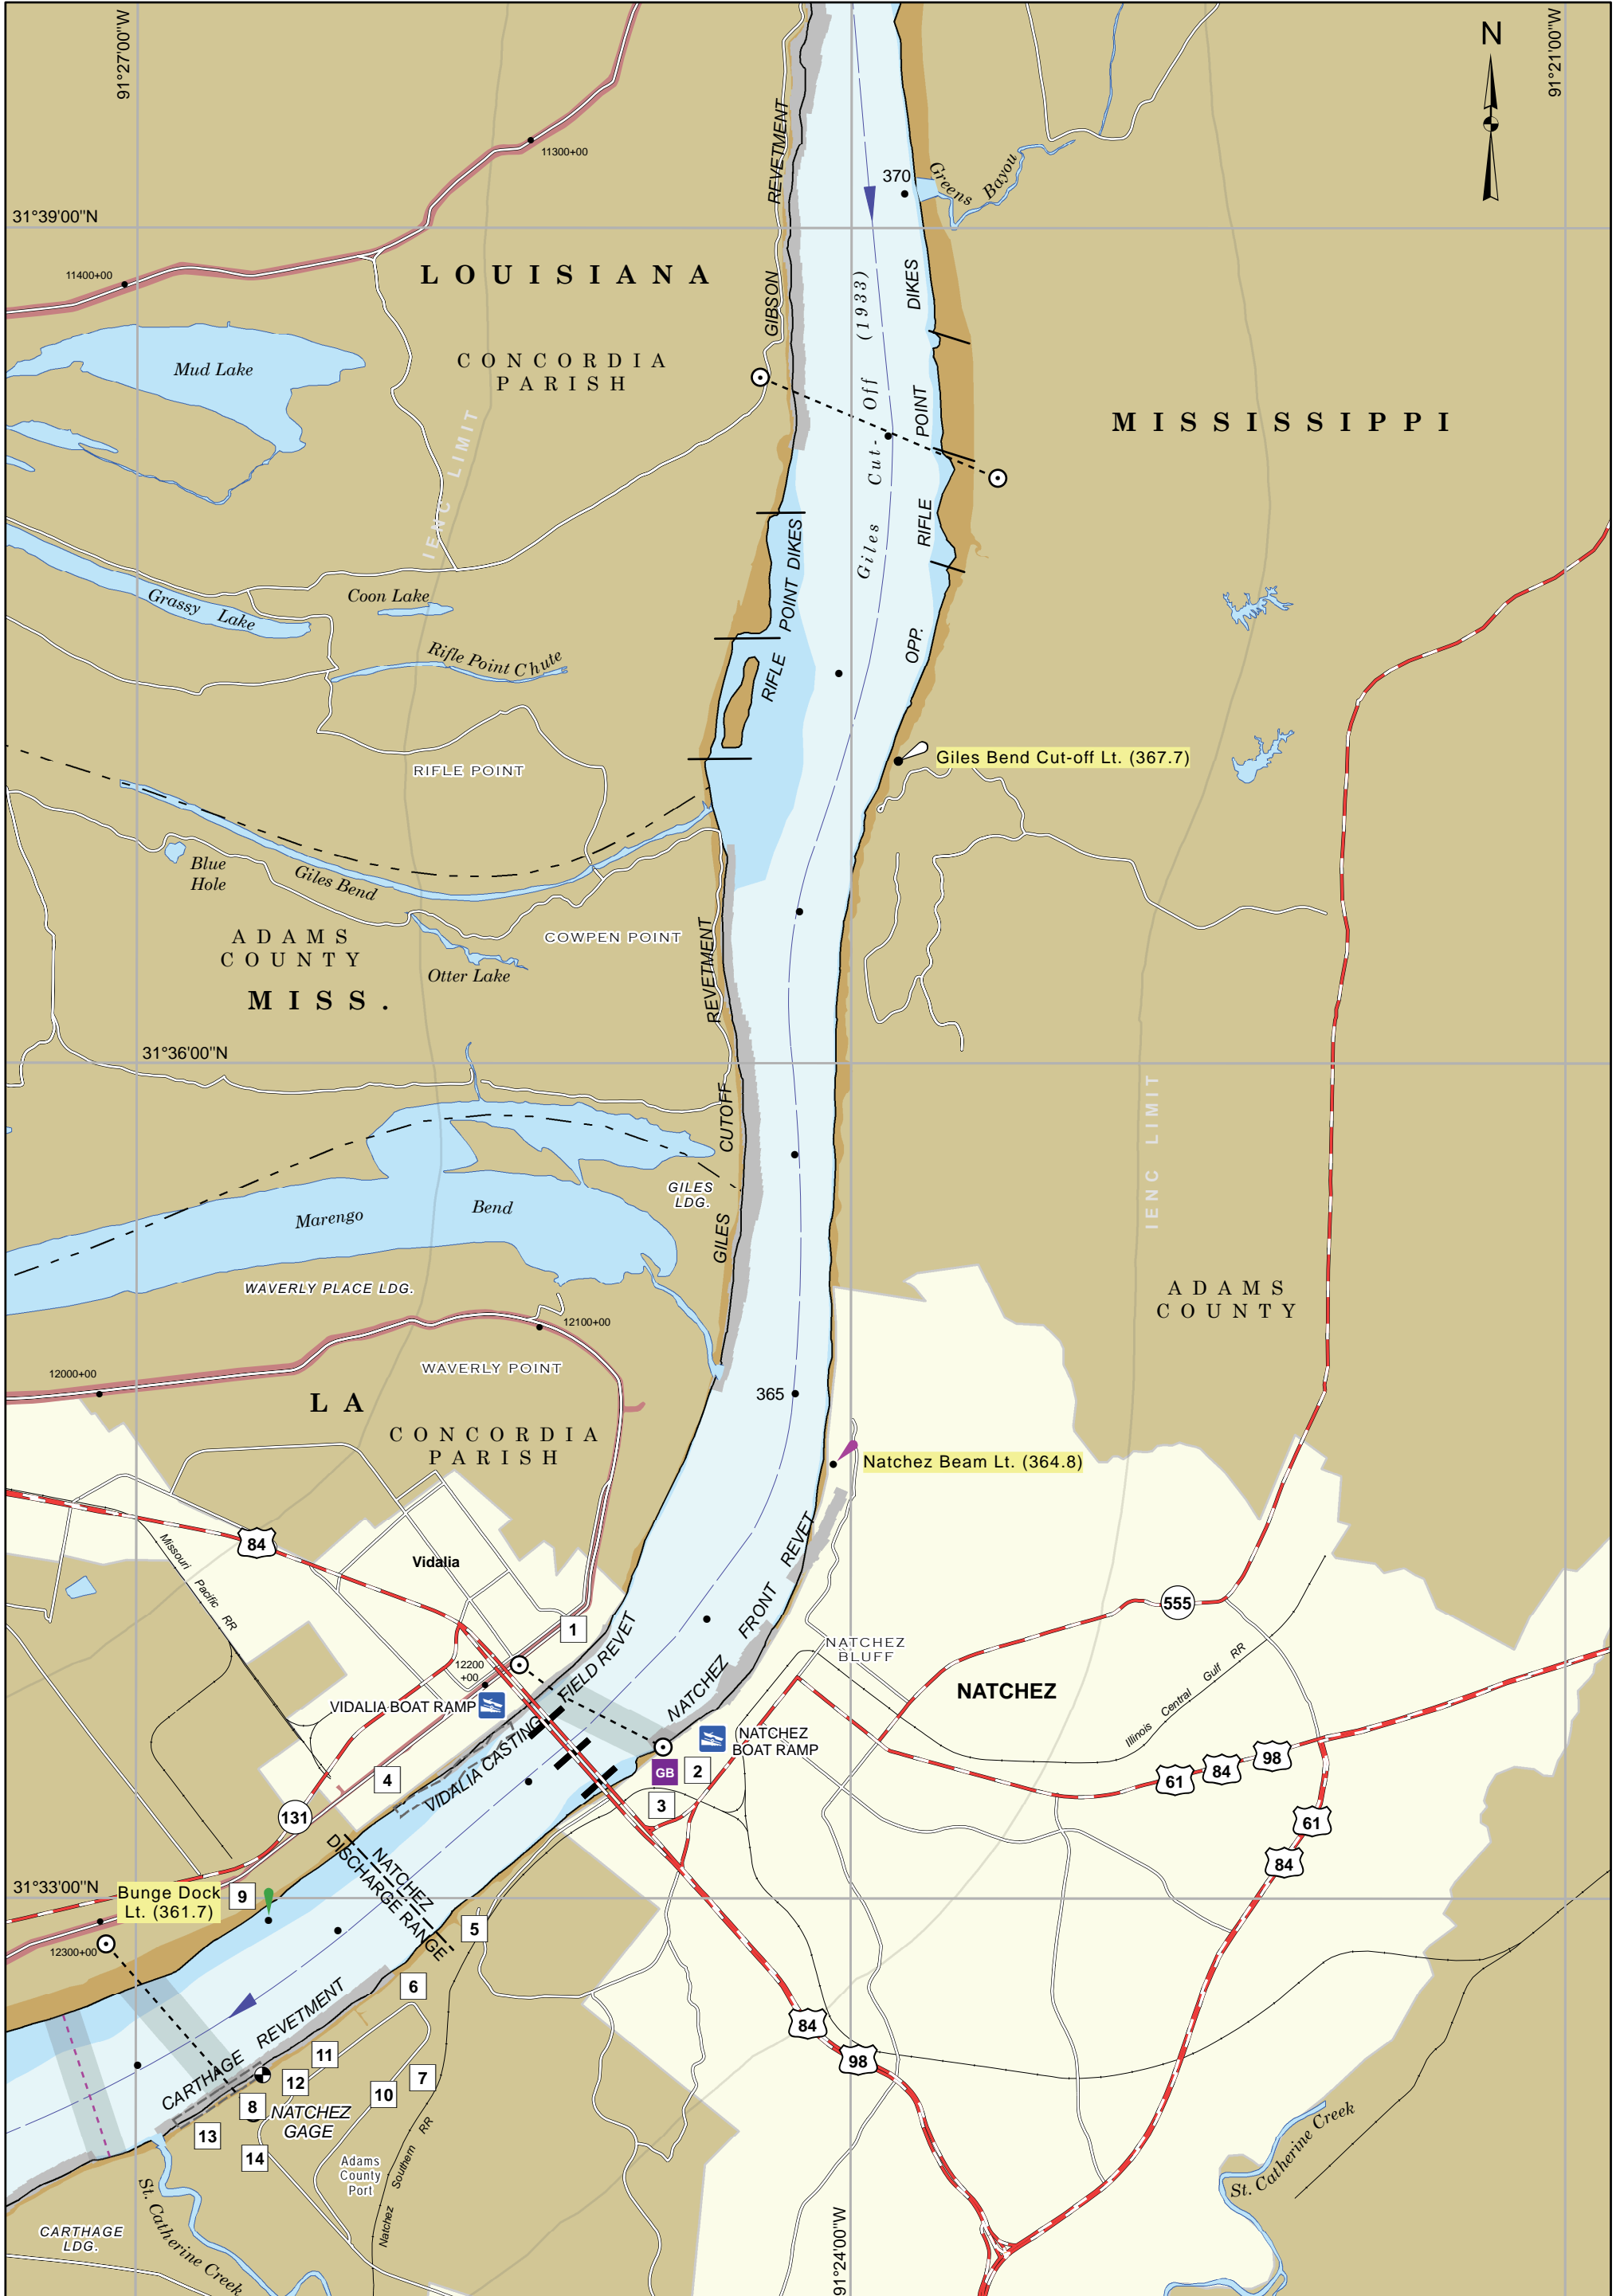 91°27'00"W
91°21'00"W
N
11300+00
REVETMENT
Greens Bayou
370
31°39'00"N
11400+00
LOUISIANA
GIBSON
DIKES
(1933)
Mud Lake
CONCORDIA
PARISH
MISSISSIPPI
POINT
Giles Cut-Off
IENC LIMIT
RIFLE
POINT DIKES
Coon Lake
Grassy Lake
Rifle Point Chute
OPP.
RIFLE
Giles Bend Cut-off Lt. (367.7)
RIFLE POINT
Blue
Hole
Giles Bend
ADAMS
COUNTY
COWPEN POINT
REVETMENT
Otter Lake
MISS.
31°36'00"N
CUTOFF
IENC LIMIT
GILES
LDG.
Marengo Bend
GILES
WAVERLY PLACE LDG.
ADAMS
COUNTY
12100+00
WAVERLY POINT
12000+00
365
LA
CONCORDIA
PARISH
Natchez Beam Lt. (364.8)
84
Missouri Pacific RR
Vidalia
NATCHEZ FRONT REVET
555
1
NATCHEZ
BLUFF
12200
+00
VIDALIA CASTING FIELD REVET
Illinois Central Gulf RR
NATCHEZ
VIDALIA BOAT RAMP
NATCHEZ
BOAT RAMP
98
84
61
GB
2
4
3
131
61
84
NATCHEZ
DISCHARGE RANGE
31°33'00"N
Bunge Dock
Lt. (361.7)
9
5
12300+00
6
CARTHAGE REVETMENT
84
98
11
12
7
10
8
NATCHEZ
GAGE
13
14
Adams
County
Port
Natchez Southern RR
St. Catherine Creek
St. Catherine Creek
CARTHAGE
LDG.
91°24'00"W